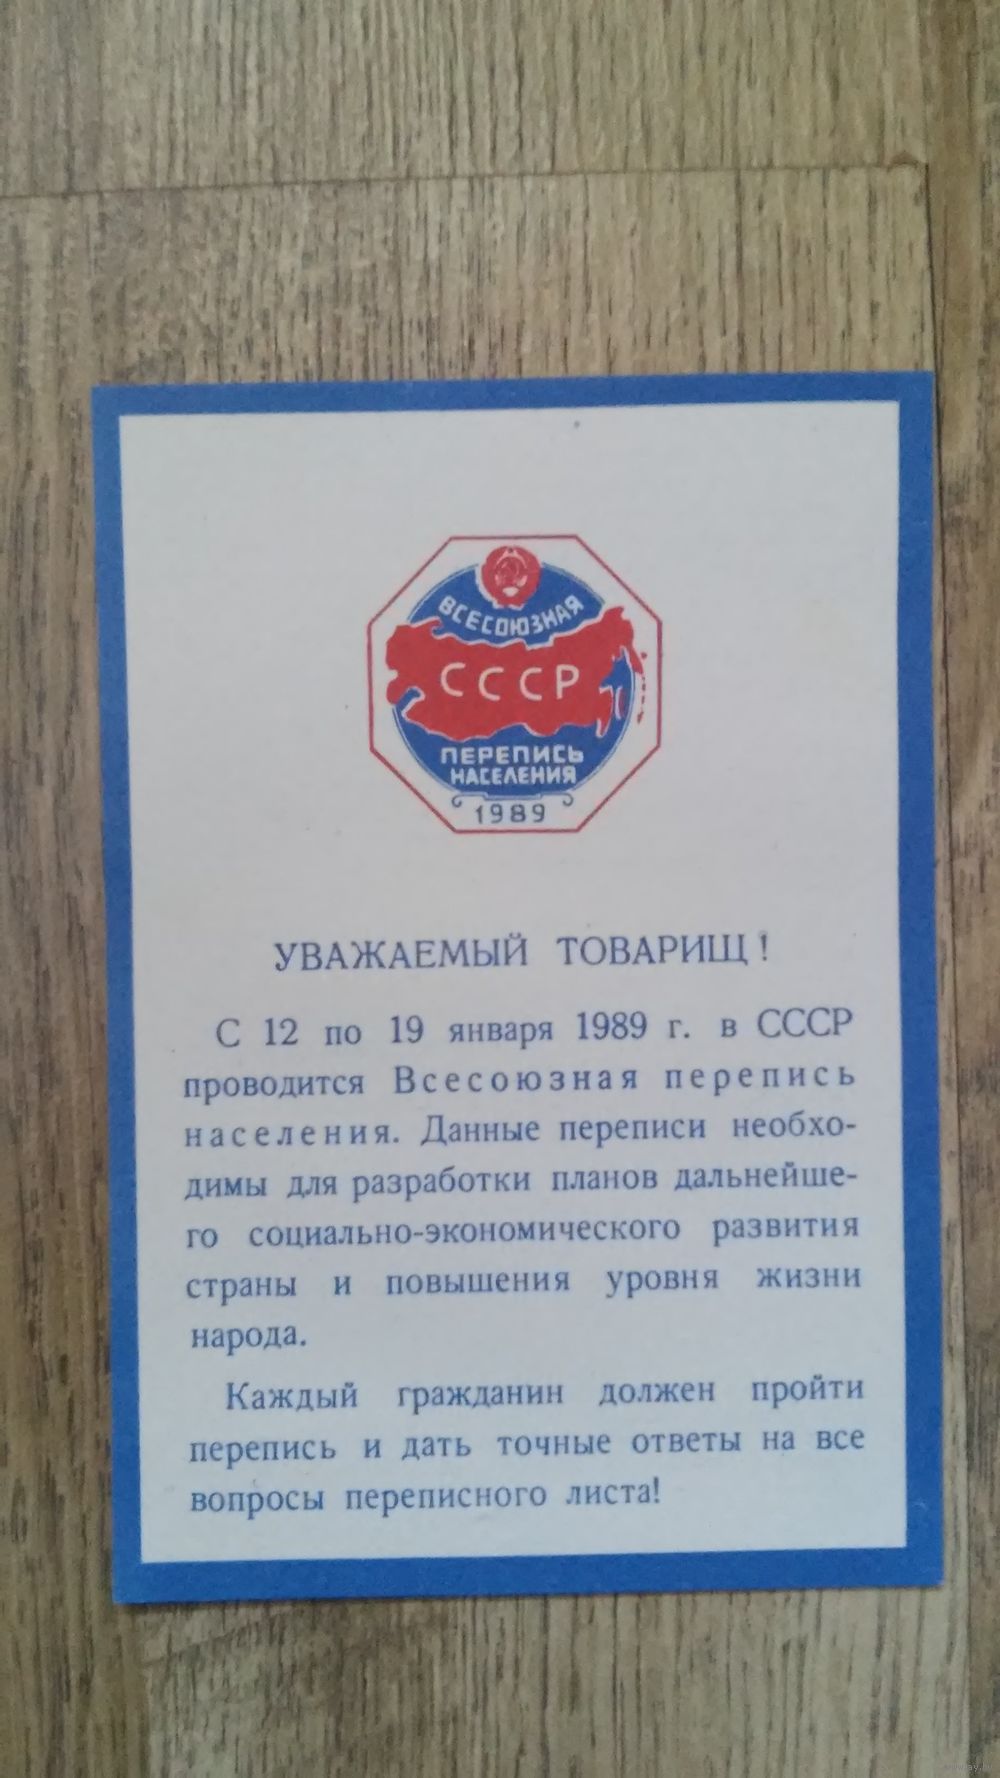 ВСЕСОЮЗНАЯ
СССР
ПЕРЕПИСЬ
НАСЕЛЕНИЯ
1989
УВАЖАЕМЫЙ ТОВАРИЩ!
С 12 по 19 января 1989 г. в СССР
проводится Всесоюзная перепись
населения. Данные переписи необхо-
димы для разработки планов дальнейше-
го социально-экономического развития
страны и повышения уровня жизни
народа.
Каждый гражданин должен пройти
перепись и дать точные ответы на все
вопросы переписного листа!